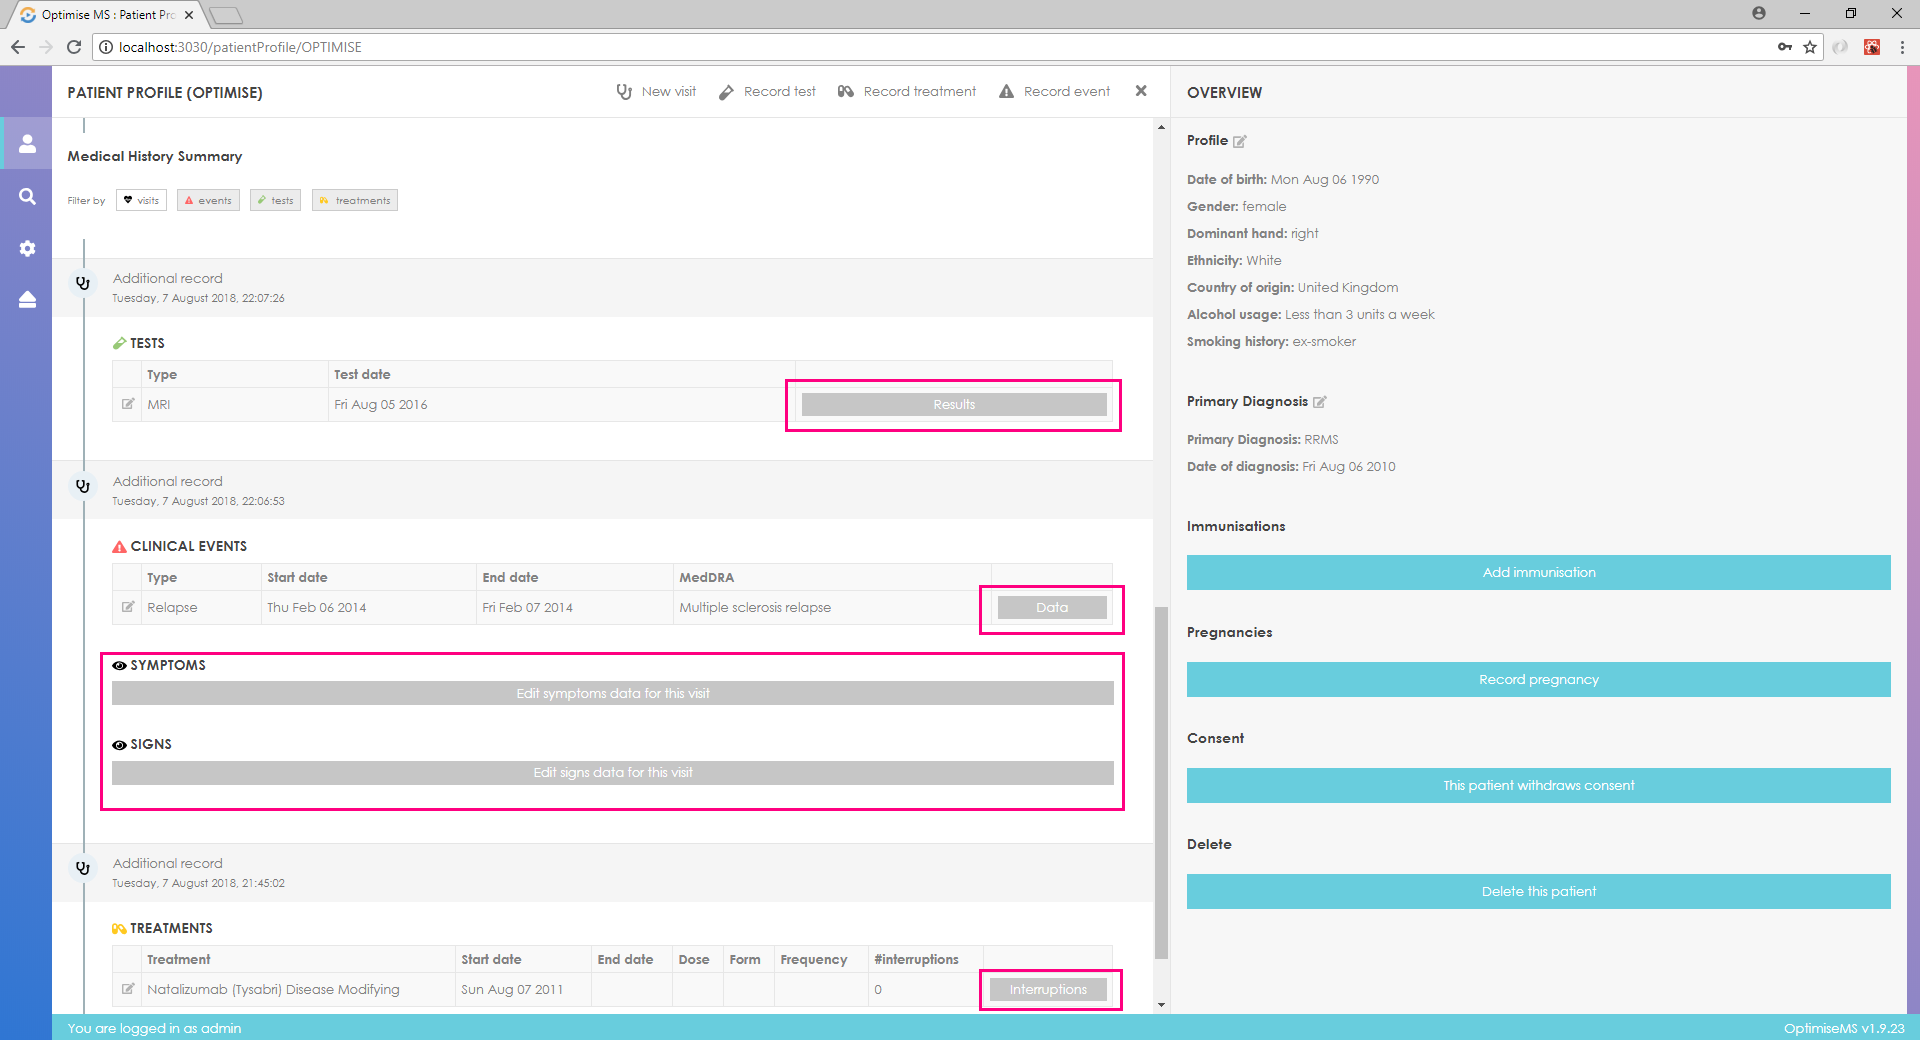 Optimise MS : Patient Pro
localhost:3030/patientProfile/OPTIMISE
PATIENT PROFILE (OPTIMISE)
New visit
Record test
Record treatment
Record event
Medical History Summary
Filter by visits events tests treatments
Additional record
Tuesday, 7 August 2018, 22:07:26
TESTS
Type Test date
MRI Fri Aug 05 2016 Results
Additional record
Tuesday, 7 August 2018, 22:06:53
CLINICAL EVENTS
Type Start date End date MedDRA
Relapse Thu Feb 06 2014 Fri Feb 07 2014 Multiple sclerosis relapse Data
SYMPTOMS
Edit symptoms data for this visit
SIGNS
Edit signs data for this visit
Additional record
Tuesday, 7 August 2018, 21:45:02
TREATMENTS
Treatment Start date End date Dose Form Frequency #interruptions
Natalizumab (Tysabri) Disease Modifying Sun Aug 07 2011 0 Interruptions
OVERVIEW
Profile
Date of birth: Mon Aug 06 1990
Gender: female
Dominant hand: right
Ethnicity: White
Country of origin: United Kingdom
Alcohol usage: Less than 3 units a week
Smoking history: ex-smoker
Primary Diagnosis
Primary Diagnosis: RRMS
Date of diagnosis: Fri Aug 06 2010
Immunisations
Add immunisation
Pregnancies
Record pregnancy
Consent
This patient withdraws consent
Delete
Delete this patient
You are logged in as admin
OptimiseMS v1.9.23